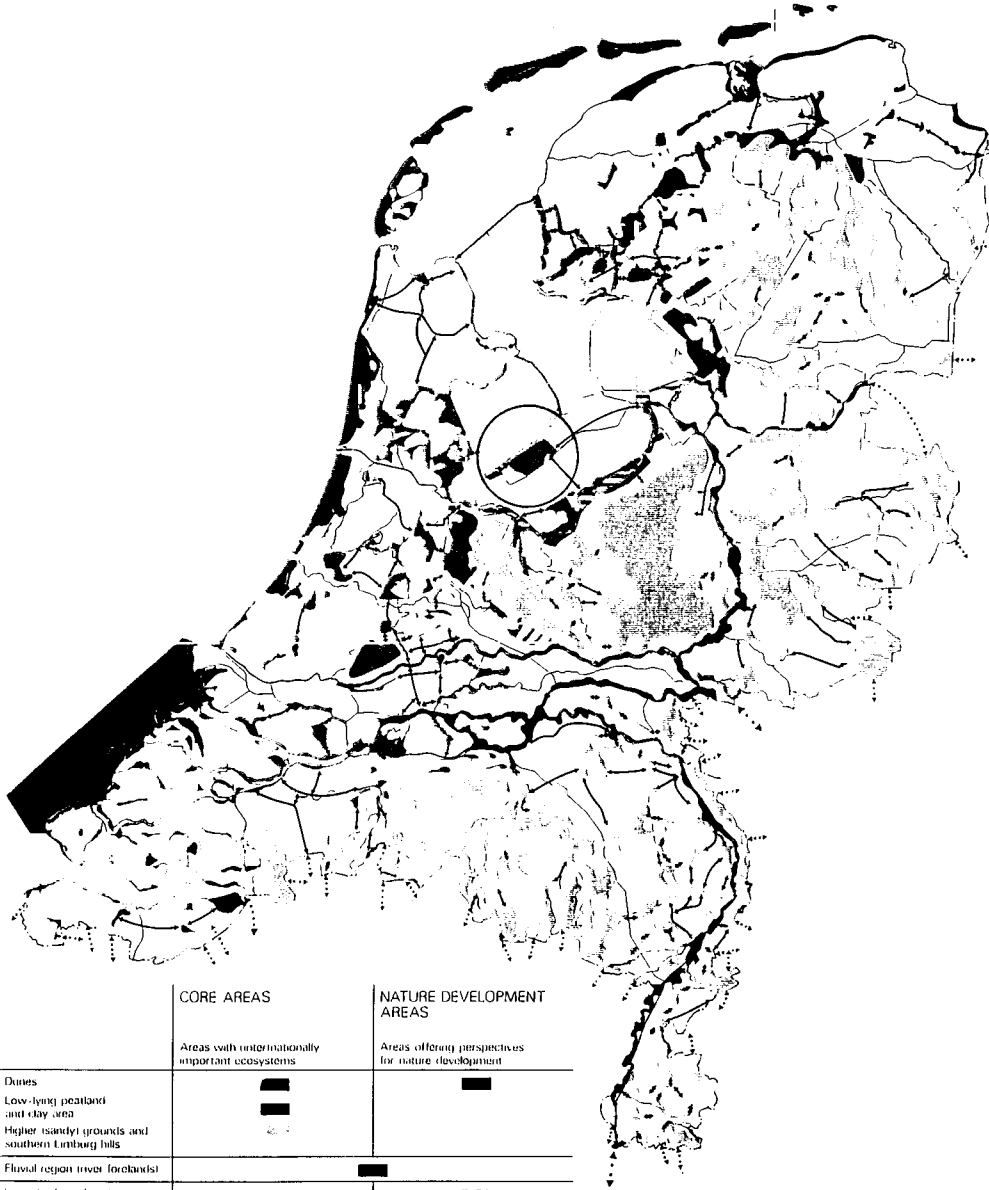 CORE AREAS
NATURE DEVELOPMENT
AREAS
Areas with internationally
important ecosystems
Areas offering perspectives
for nature development
Dunes
Low-lying peatland
and clay area
Higher (sandy) grounds and
southern Limburg hills
Fluvial region (river forelands)